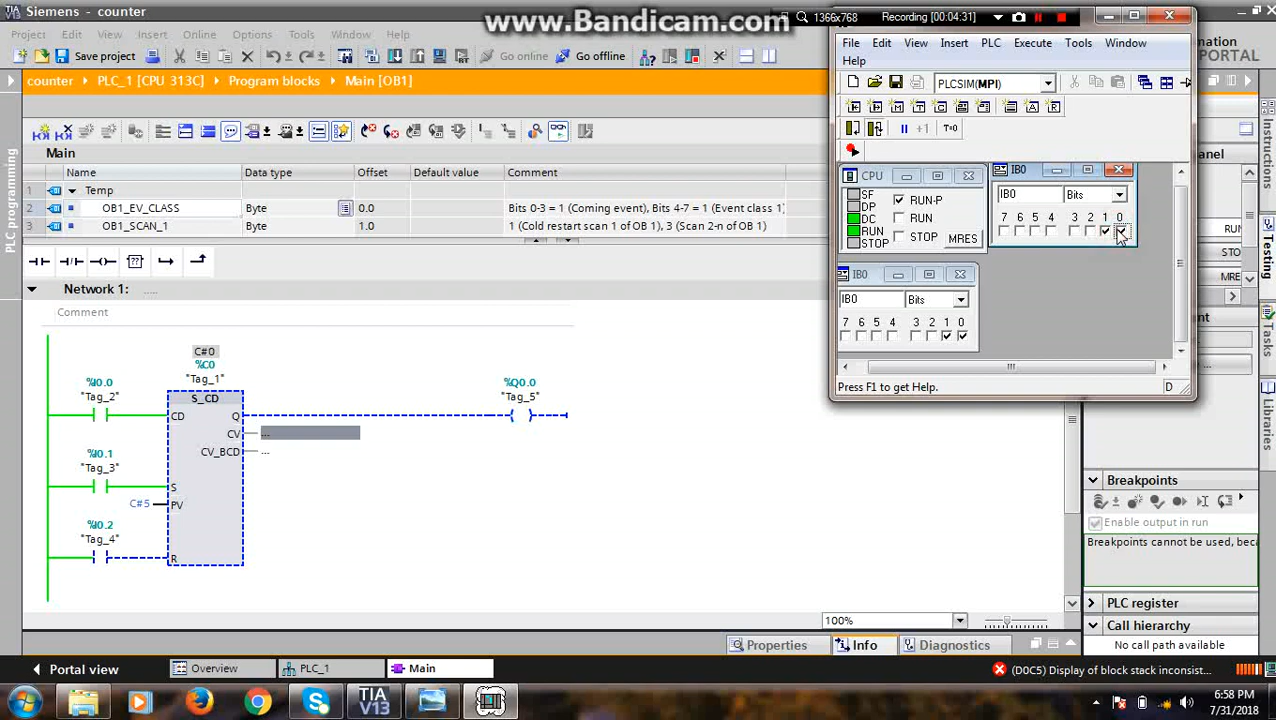 Siemens - counter
www.Bandicam.com
1366x768
Recording [00:04:31]
Project
Edit
View
Insert
Online
Options
Tools
Window
Help
Save project
Go online
Go offline
PORTAL
counter
PLC_1 [CPU 313C]
Program blocks
Main [OB1]
PLC programming
Main
Name
Data type
Offset
Default value
Comment
1
Temp
2
OB1_EV_CLASS
Byte
0.0
Bits 0-3 = 1 (Coming event), Bits 4-7 = 1 (Event class 1)
3
OB1_SCAN_1
Byte
1.0
1 (Cold restart scan 1 of OB 1), 3 (Scan 2-n of OB 1)
??
Network 1:
.....
Comment
C#0
%C0
"Tag_1"
S_CD
%I0.0
"Tag_2"
CD
Q
%Q0.0
"Tag_5"
CV
...
CV_BCD
...
%I0.1
"Tag_3"
S
C#5
PV
%I0.2
"Tag_4"
R
100%
File
Edit
View
Insert
PLC
Execute
Tools
Window
Help
PLCSIM(MPI)
+1
T=0
CPU
SF
DP
DC
RUN
STOP
RUN-P
RUN
STOP
MRES
IB0
IB0
Bits
7 6 5 4 3 2 1 0
IB0
IB0
Bits
7 6 5 4 3 2 1 0
Press F1 to get Help.
D
Instructions
Testing
Tasks
Libraries
Breakpoints
Enable output in run
Breakpoints cannot be used, beca
PLC register
Call hierarchy
No call path available
Properties
Info
Diagnostics
Portal view
Overview
PLC_1
Main
(D0C5) Display of block stack inconsist...
TIA
V13
6:58 PM
7/31/2018